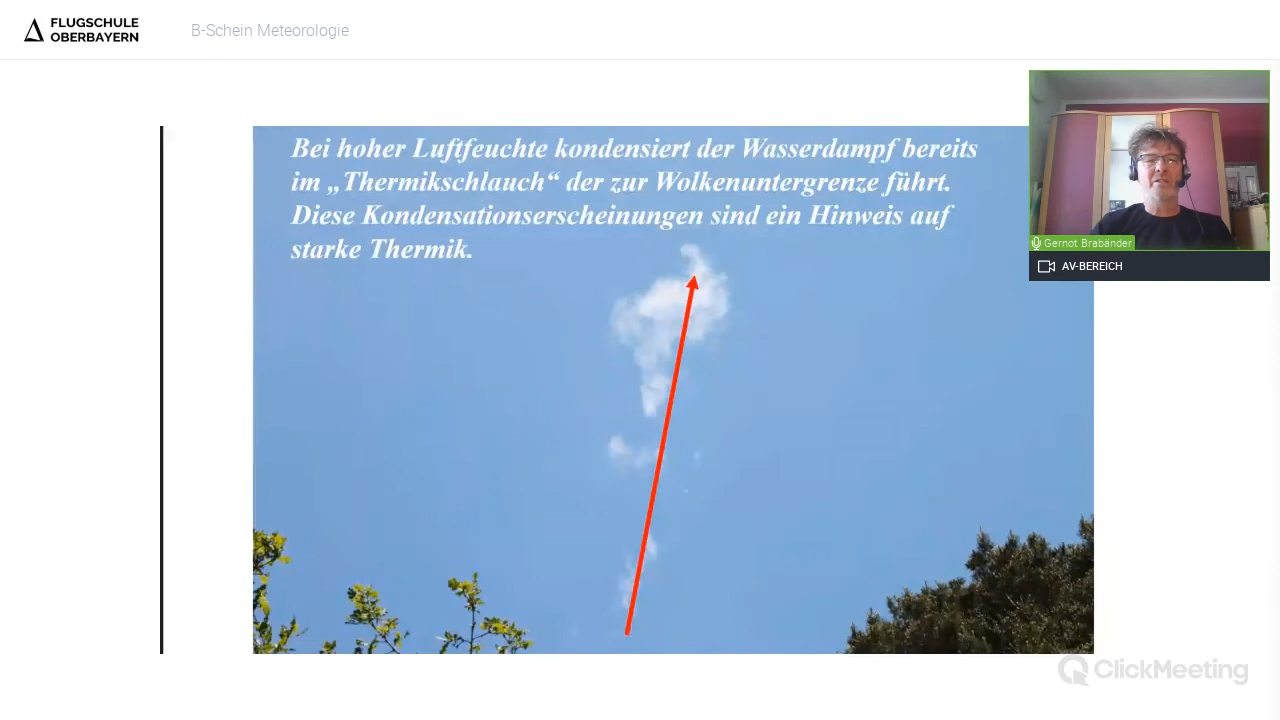 FLUGSCHULE
OBERBAYERN
B-Schein Meteorologie
Bei hoher Luftfeuchte kondensiert der Wasserdampf bereits
im „Thermikschlauch“ der zur Wolkenuntergrenze führt.
Diese Kondensationserscheinungen sind ein Hinweis auf
starke Thermik.
Gernot Brabänder
AV-BEREICH
ClickMeeting